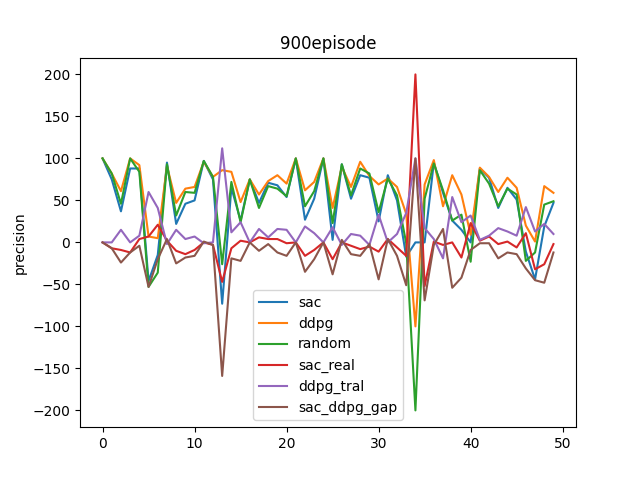 900episode
precision
200
150
100
50
0
−50
−100
−150
−200
0
10
20
30
40
50
sac
ddpg
random
sac_real
ddpg_tral
sac_ddpg_gap